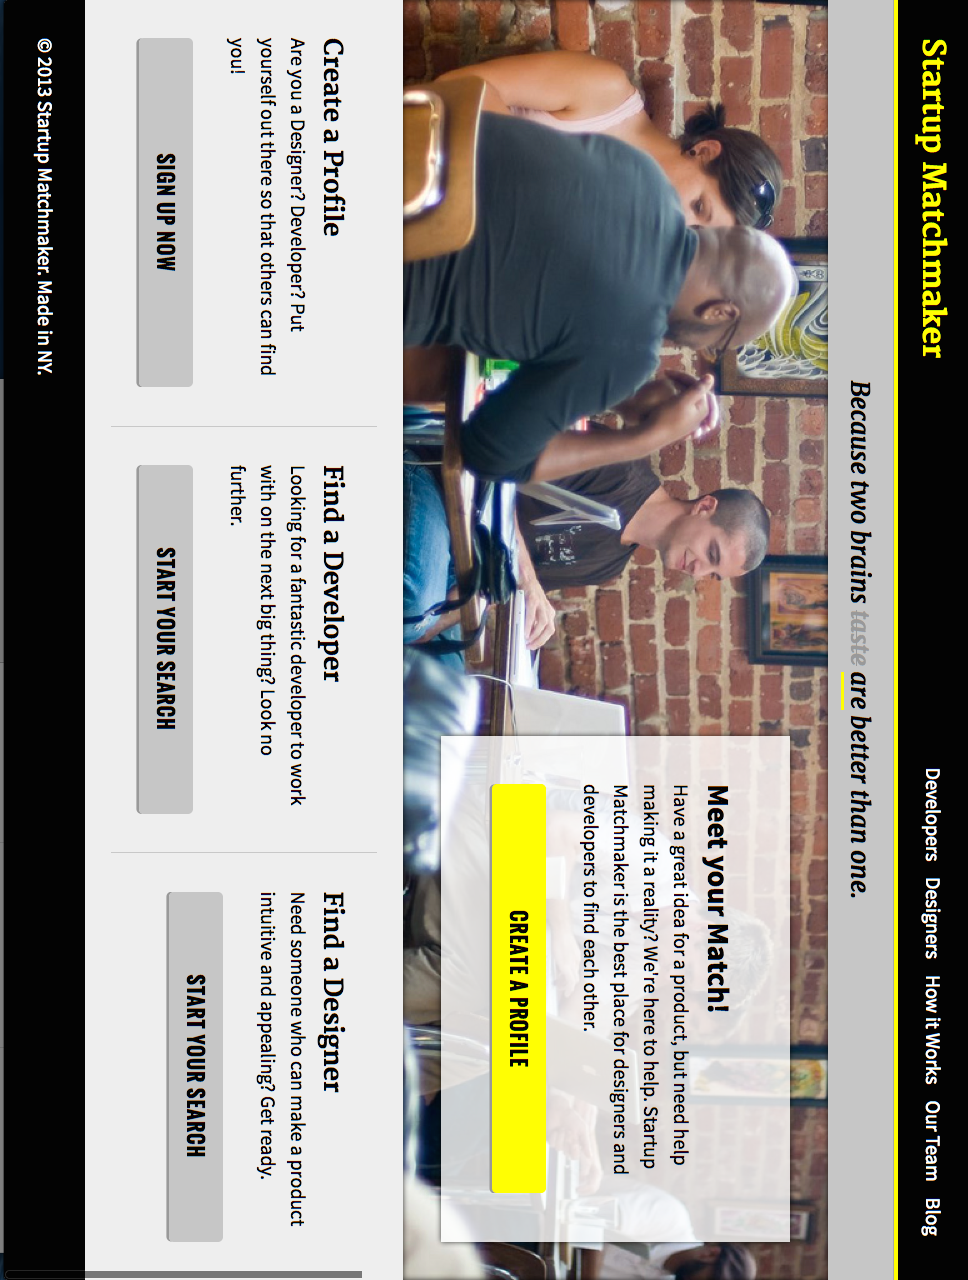 Startup Matchmaker
Developers Designers How it Works Our Team Blog
Because two brains taste are better than one.
Meet your Match!
Have a great idea for a product, but need help
making it a reality? We're here to help. Startup
Matchmaker is the best place for designers and
developers to find each other.
CREATE A PROFILE
Create a Profile
Are you a Designer? Developer? Put
yourself out there so that others can find
you!
SIGN UP NOW
Find a Developer
Looking for a fantastic developer to work
with on the next big thing? Look no
further.
START YOUR SEARCH
Find a Designer
Need someone who can make a product
intuitive and appealing? Get ready.
START YOUR SEARCH
© 2013 Startup Matchmaker. Made in NY.